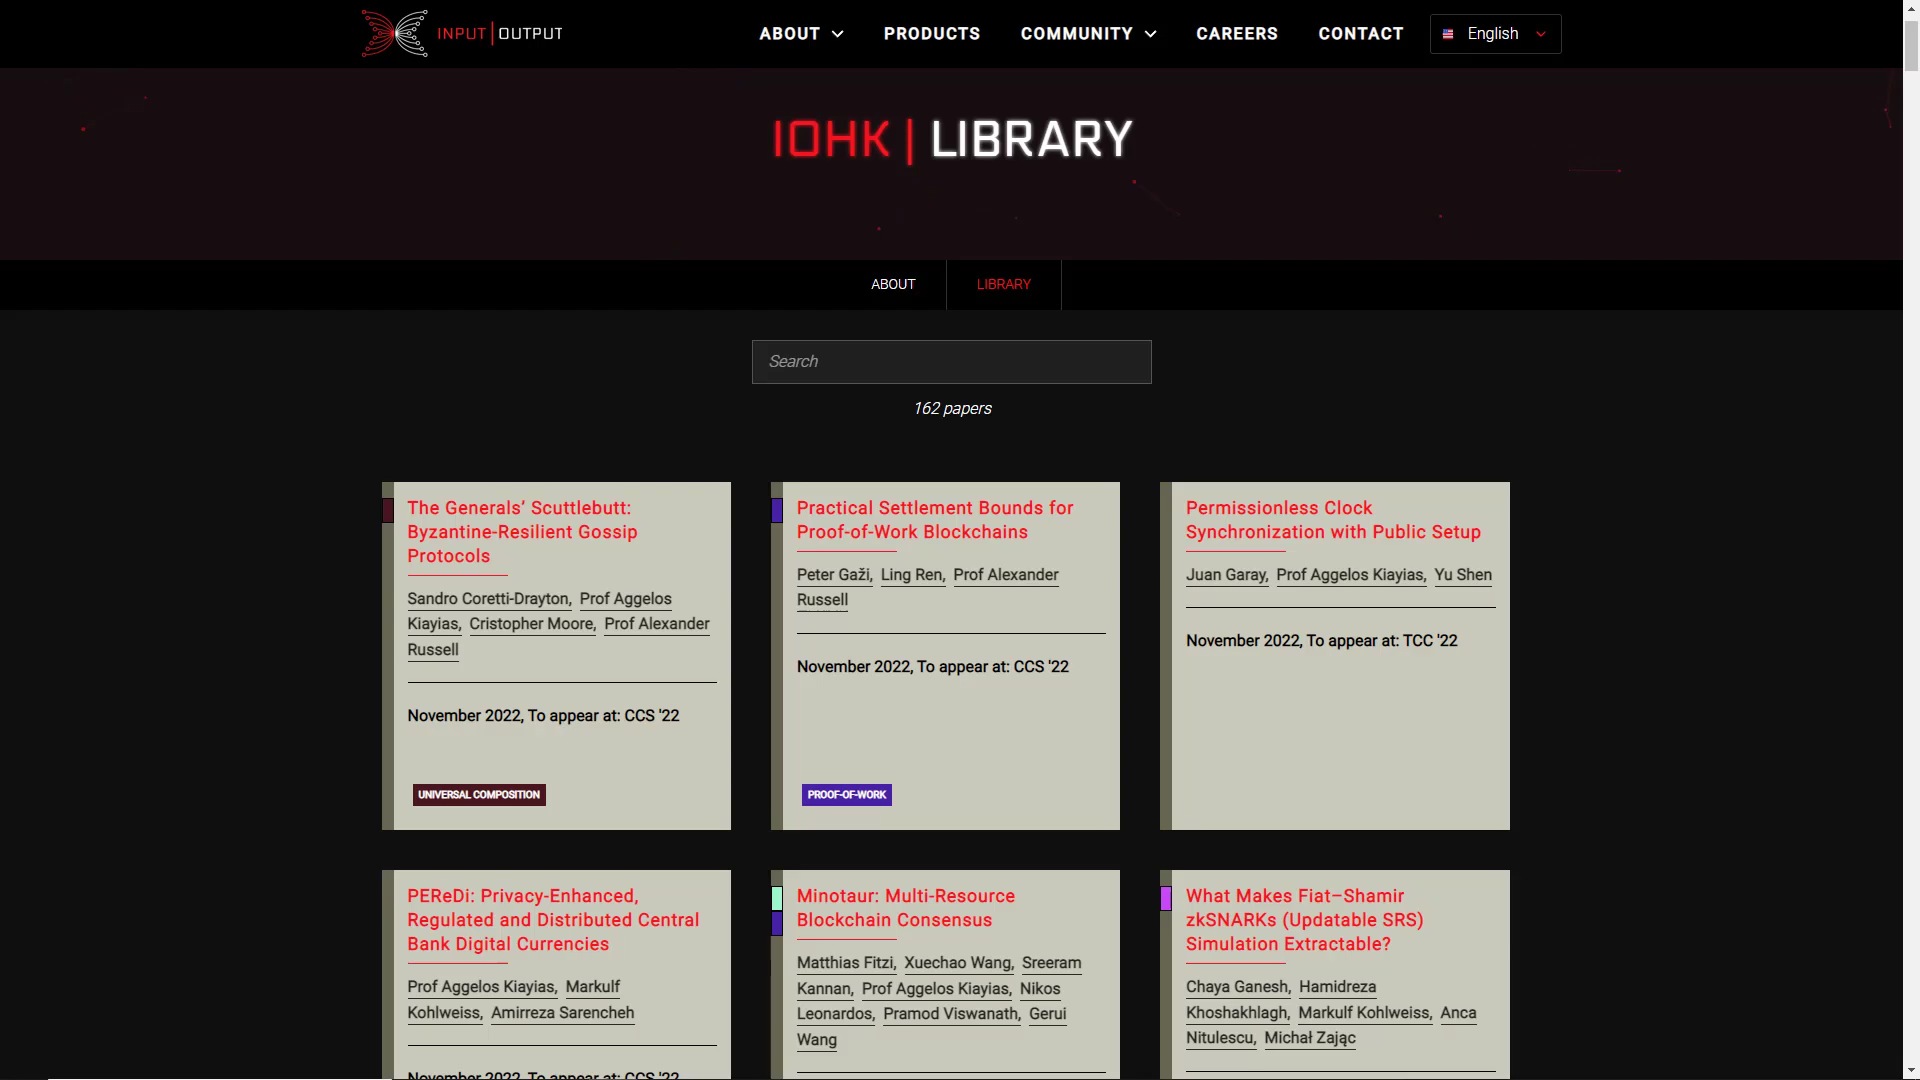 INPUT | OUTPUT
ABOUT
PRODUCTS
COMMUNITY
CAREERS
CONTACT
English
IOHK | LIBRARY
ABOUT
LIBRARY
Search
162 papers
The Generals’ Scuttlebutt:
Byzantine-Resilient Gossip
Protocols
Sandro Coretti-Drayton, Prof Aggelos
Kiayias, Cristopher Moore, Prof Alexander
Russell
November 2022, To appear at: CCS '22
UNIVERSAL COMPOSITION
Practical Settlement Bounds for
Proof-of-Work Blockchains
Peter Gaži, Ling Ren, Prof Alexander
Russell
November 2022, To appear at: CCS '22
PROOF-OF-WORK
Permissionless Clock
Synchronization with Public Setup
Juan Garay, Prof Aggelos Kiayias, Yu Shen
November 2022, To appear at: TCC '22
PEReDi: Privacy-Enhanced,
Regulated and Distributed Central
Bank Digital Currencies
Prof Aggelos Kiayias, Markulf
Kohlweiss, Amirreza Sarencheh
November 2022, To appear at: CCS '22
Minotaur: Multi-Resource
Blockchain Consensus
Matthias Fitzi, Xuechao Wang, Sreeram
Kannan, Prof Aggelos Kiayias, Nikos
Leonardos, Pramod Viswanath, Gerui
Wang
What Makes Fiat–Shamir
zkSNARKs (Updatable SRS)
Simulation Extractable?
Chaya Ganesh, Hamidreza
Khoshakhlagh, Markulf Kohlweiss, Anca
Nitulescu, Michał Zając